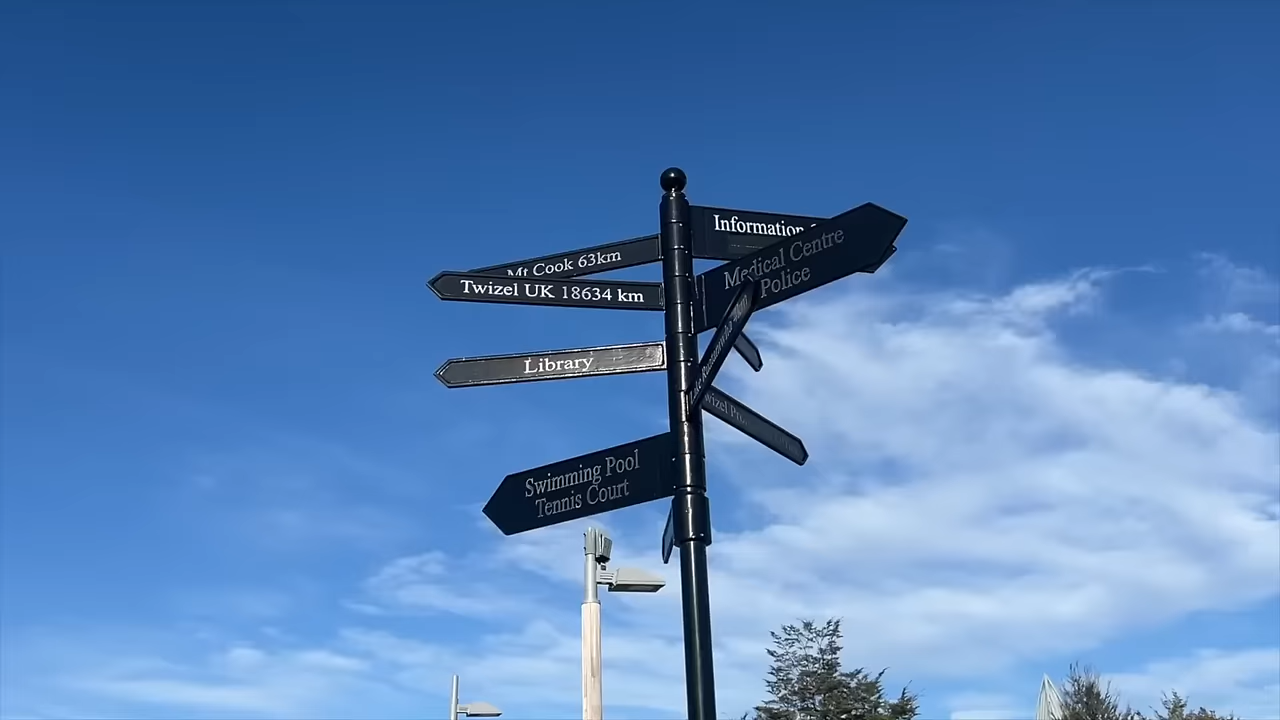 Information
Mt Cook 63km
Medical Centre
Police
Twizel UK 18634 km
Library
Swimming Pool
Tennis Court